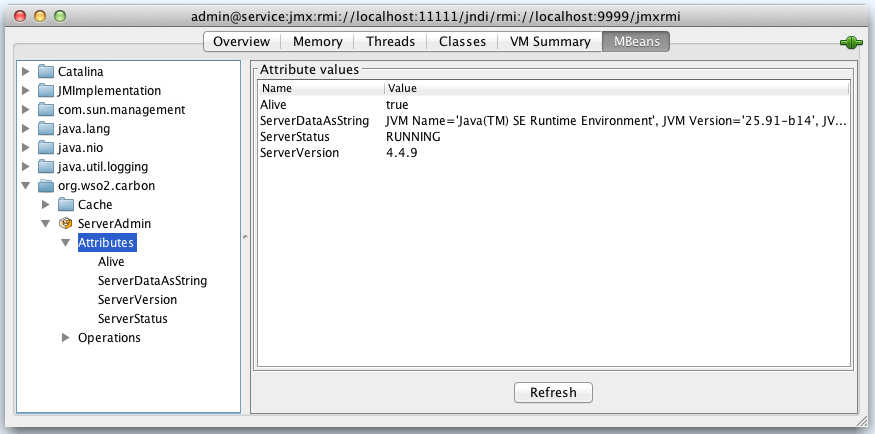 admin@service:jmx:rmi://localhost:11111/jndi/rmi://localhost:9999/jmxrmi
Overview Memory Threads Classes VM Summary MBeans
Catalina
JMImplementation
com.sun.management
java.lang
java.nio
java.util.logging
org.wso2.carbon
Cache
ServerAdmin
Attributes
Alive
ServerDataAsString
ServerVersion
ServerStatus
Operations
Attribute values
Name Value
Alive true
ServerDataAsString JVM Name='Java(TM) SE Runtime Environment', JVM Version='25.91-b14', JV...
ServerStatus RUNNING
ServerVersion 4.4.9
Refresh